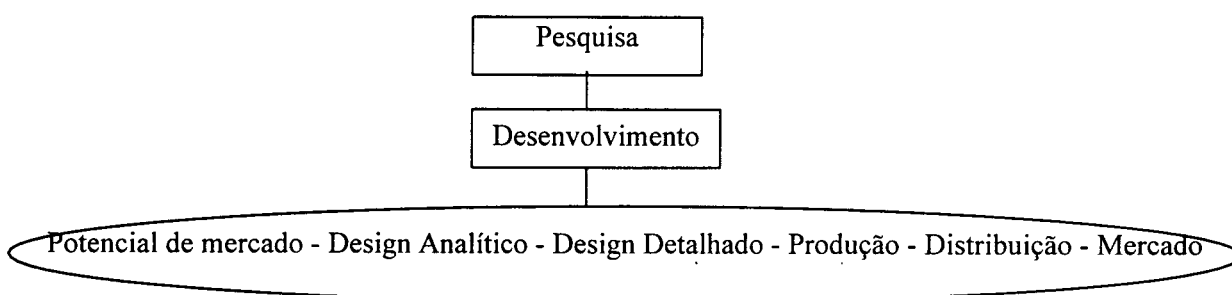 Pesquisa
Desenvolvimento
Potencial de mercado - Design Analítico - Design Detalhado - Produção - Distribuição - Mercado